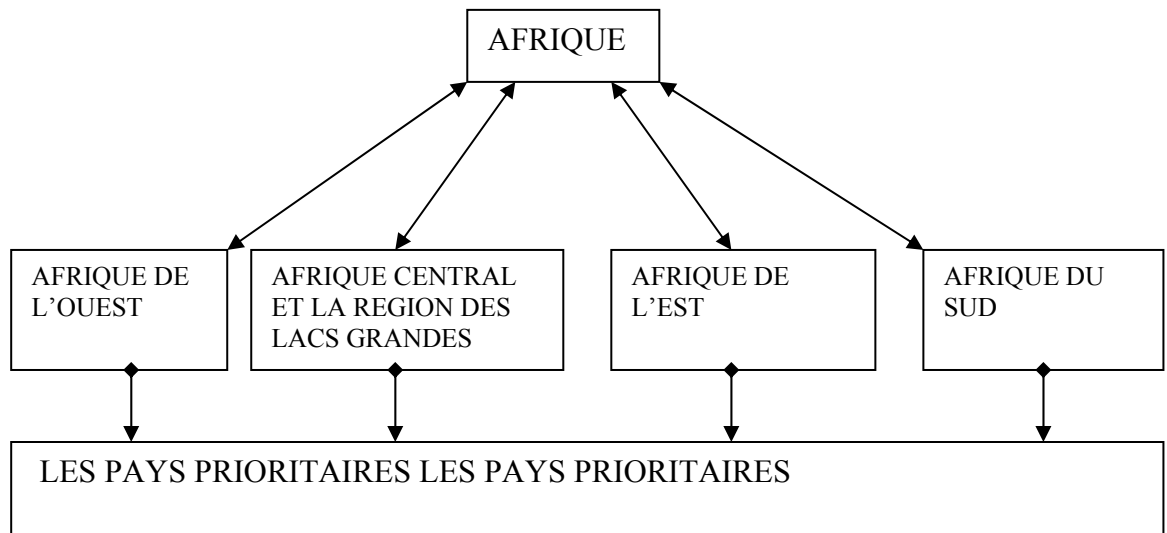 AFRIQUE
AFRIQUE DE
L’OUEST
AFRIQUE CENTRAL
ET LA REGION DES
LACS GRANDES
AFRIQUE DE
L’EST
AFRIQUE DU
SUD
LES PAYS PRIORITAIRES LES PAYS PRIORITAIRES